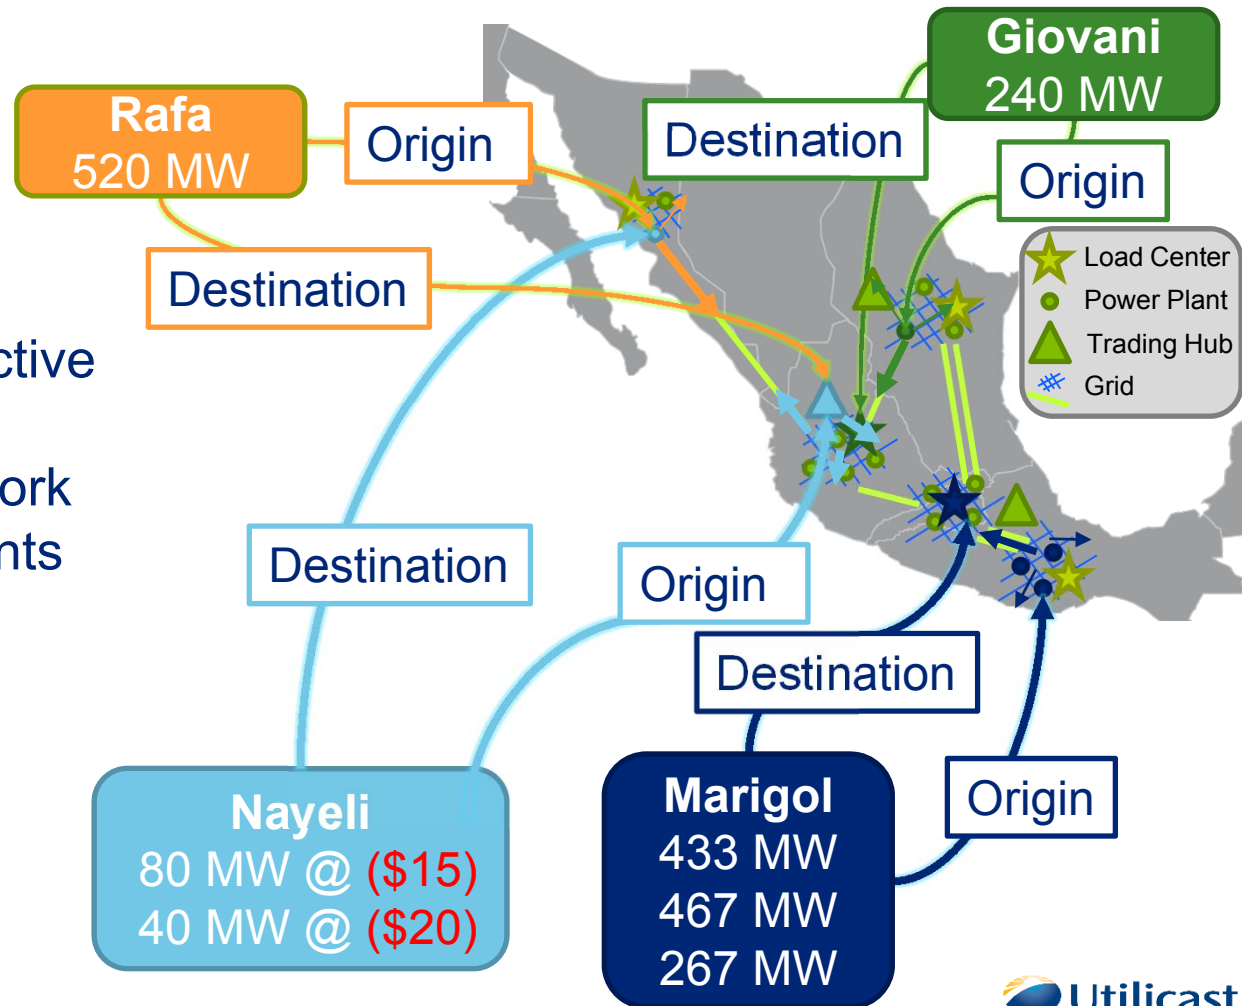 Giovani
240 MW
Rafa
520 MW
Origin
Destination
Origin
Destination
Load Center
Power Plant
Trading Hub
Grid
ctive
ork
nts
Destination
Origin
Destination
Origin
Nayeli
80 MW @ ($15)
40 MW @ ($20)
Marigol
433 MW
467 MW
267 MW
Utilicast